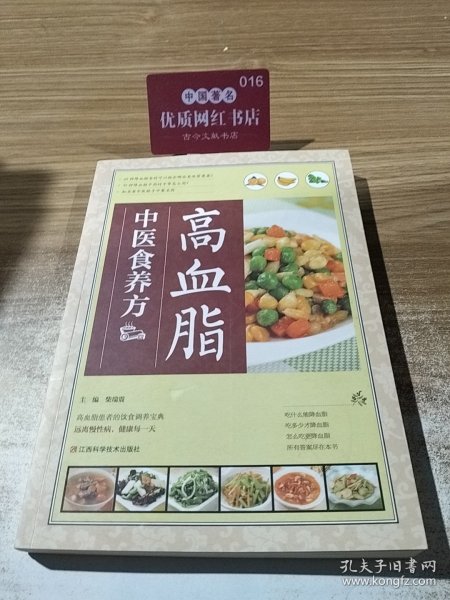 016
中国著名
优质网红书店
古今文献书店
高血脂
中医食养方
主 编 柴瑞震
高血脂患者的饮食调养宝典
远离慢性病,健康每一天
吃什么能降血脂
吃多少才降血脂
怎么吃更降血脂
所有答案尽在本书
江西科学技术出版社
孔夫子旧书网
www.kongfz.com